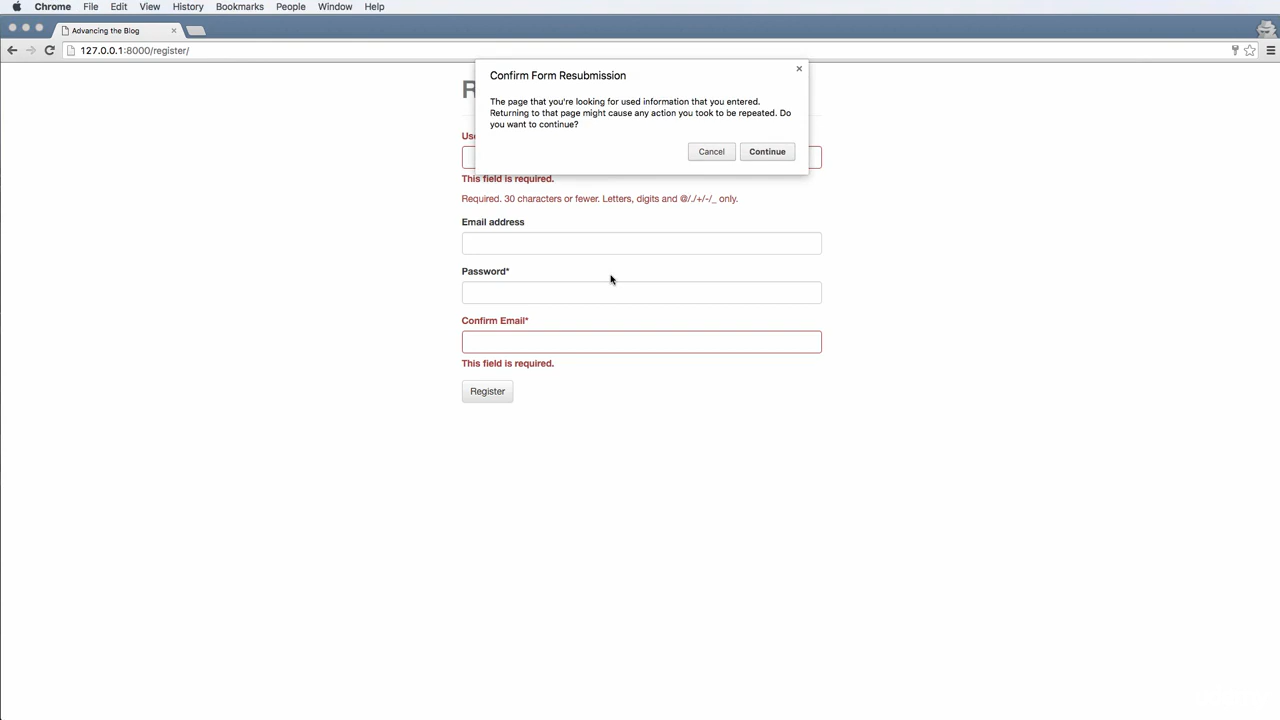 Chrome File Edit View History Bookmarks People Window Help
Advancing the Blog
127.0.0.1:8000/register/
Confirm Form Resubmission
The page that you're looking for used information that you entered.
Returning to that page might cause any action you took to be repeated. Do
you want to continue?
Cancel Continue
This field is required.
Required. 30 characters or fewer. Letters, digits and @/./+/-/_ only.
Email address
Password*
Confirm Email*
This field is required.
Register